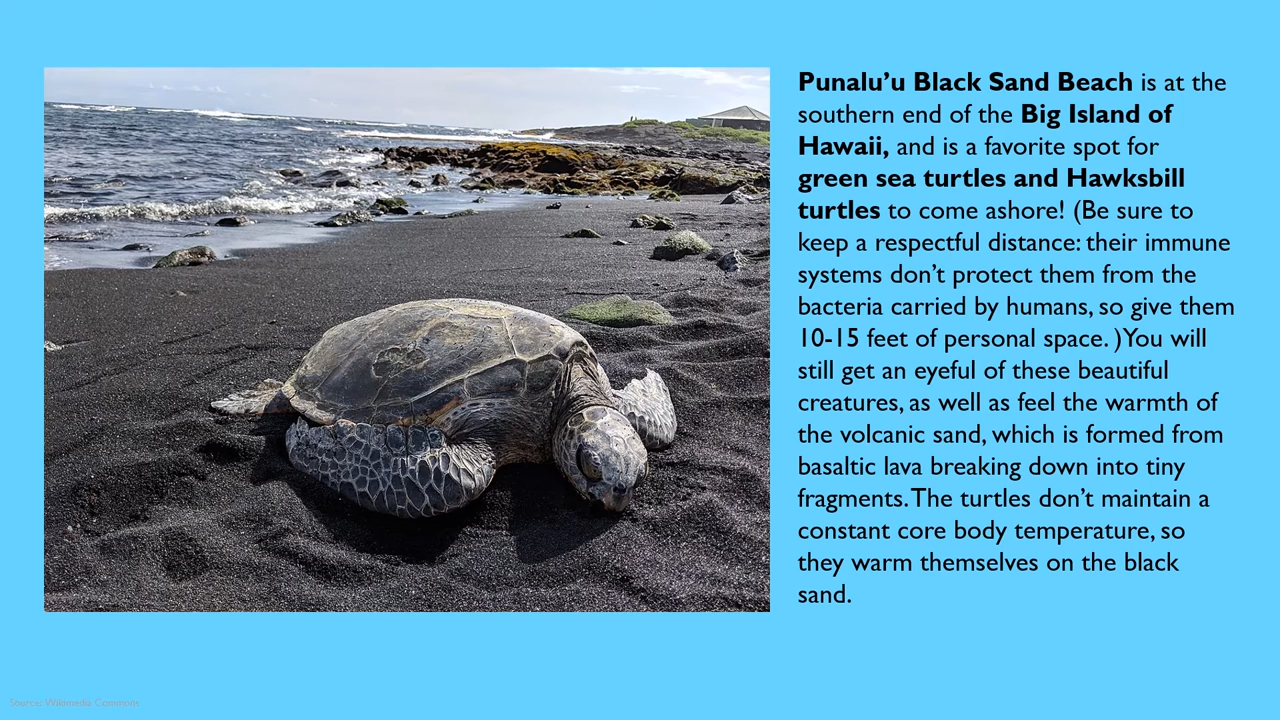 Punalu’u Black Sand Beach is at the
southern end of the Big Island of
Hawaii, and is a favorite spot for
green sea turtles and Hawksbill
turtles to come ashore! (Be sure to
keep a respectful distance: their immune
systems don’t protect them from the
bacteria carried by humans, so give them
10-15 feet of personal space. )You will
still get an eyeful of these beautiful
creatures, as well as feel the warmth of
the volcanic sand, which is formed from
basaltic lava breaking down into tiny
fragments. The turtles don’t maintain a
constant core body temperature, so
they warm themselves on the black
sand.
Source: Wikimedia Commons